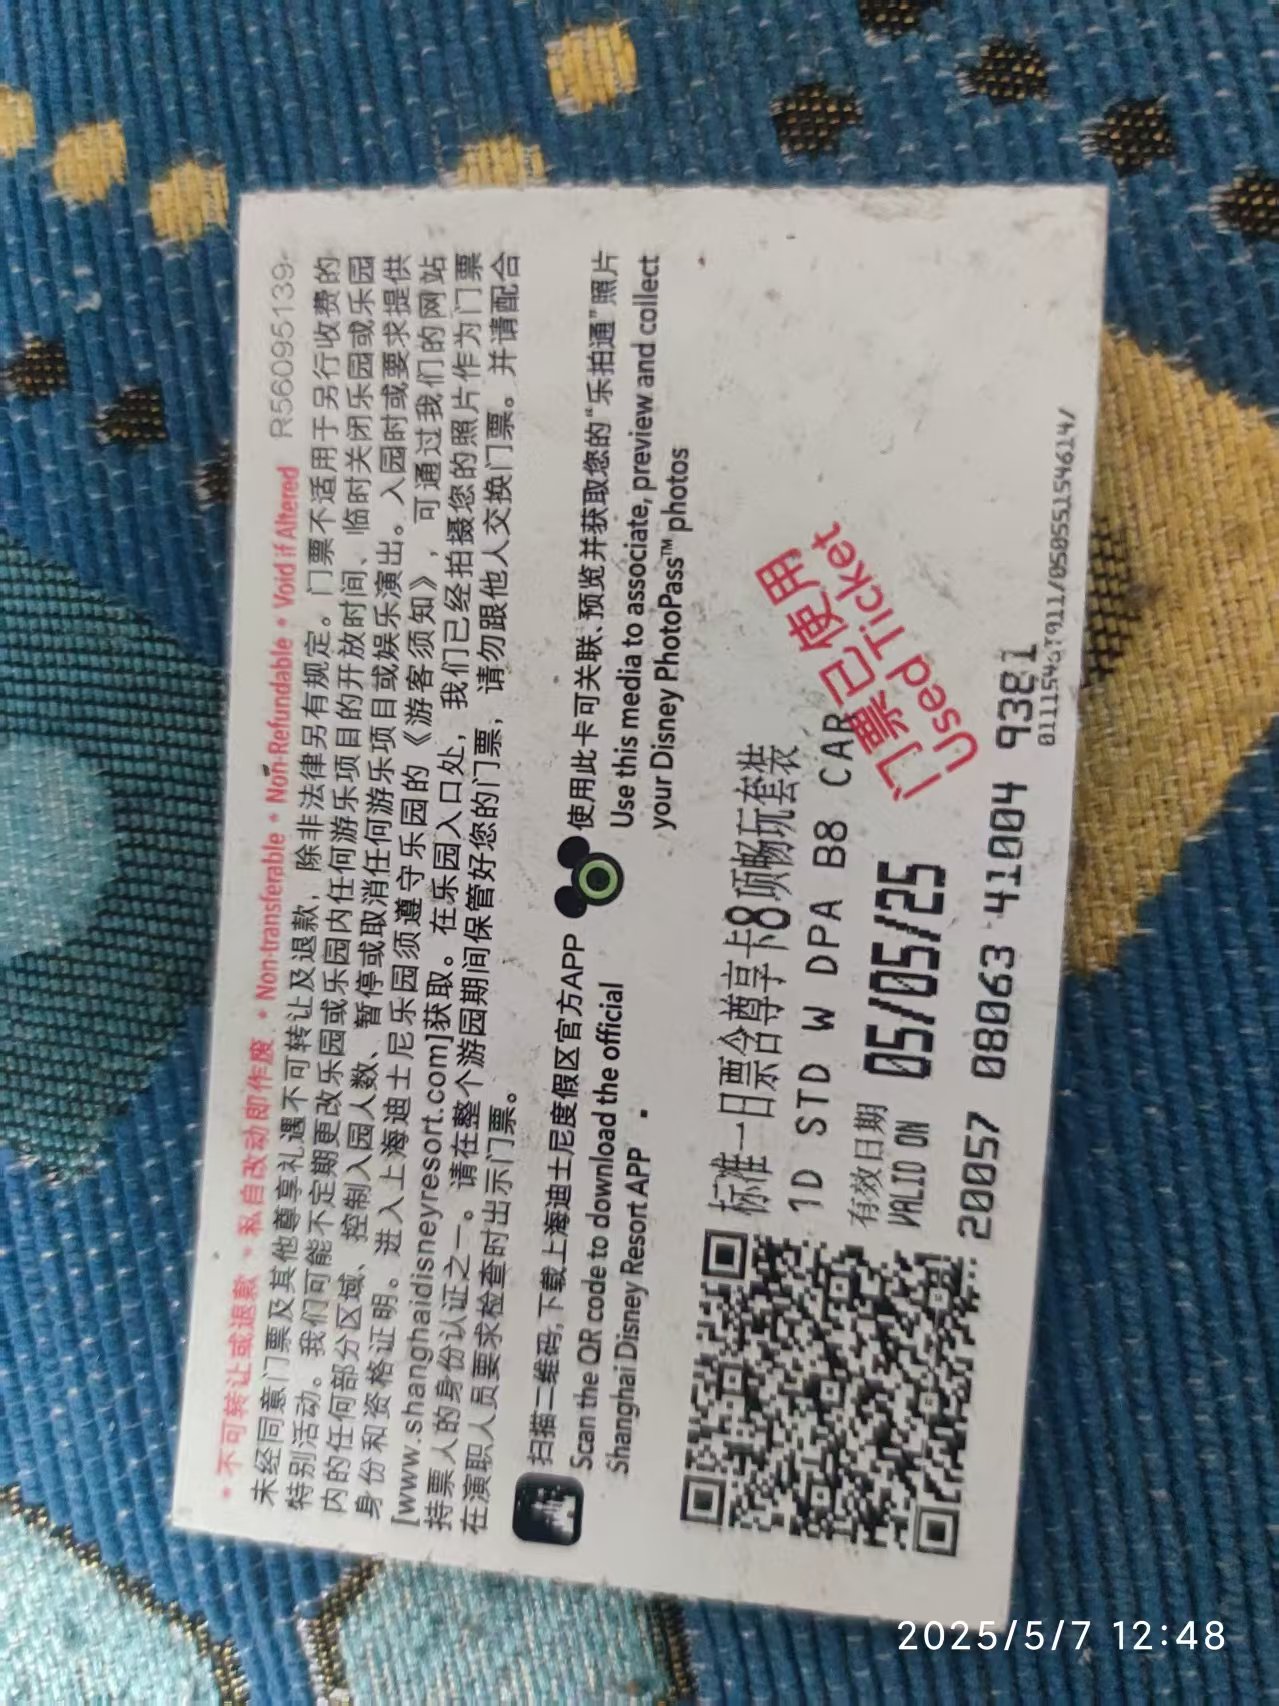 * 不可转让或退款 * 私自改动即作废 * Non-transferable * Non-Refundable * Void if Altered R56095139
未经同意门票及其他尊享礼遇不可转让及退款，除非法律另有规定。门票不适用于另行收费的
特别活动。我们可能不定期更改乐园或乐园内任何游乐项目的开放时间、临时关闭乐园或乐园
内的任何部分区域、控制入园人数、暂停或取消任何游乐项目或娱乐演出。入园时或要求提供
身份和资格证明。进入上海迪士尼乐园须遵守乐园的《游客须知》，可通过我们的网站
[www.shanghaidisneyresort.com]获取。在乐园入口处，我们已经拍摄您的照片作为门票
持票人的身份认证之一。请在整个游园期间保管好您的门票，请勿跟他人交换门票。并请配合
在演职人员要求检查时出示门票。
扫描二维码,下载上海迪士尼度假区官方APP
Scan the QR code to download the official
Shanghai Disney Resort APP .
使用此卡可关联、预览并获取您的“乐拍通”照片
Use this media to associate, preview and collect
your Disney PhotoPass™ photos
标准一日票含尊享卡8项畅玩套装
1D STD W DPA B8 CAR
有效日期
VALID ON 05/05/25
20057 08063 41004 9381
门票已使用
Used Ticket
2025/5/7 12:48